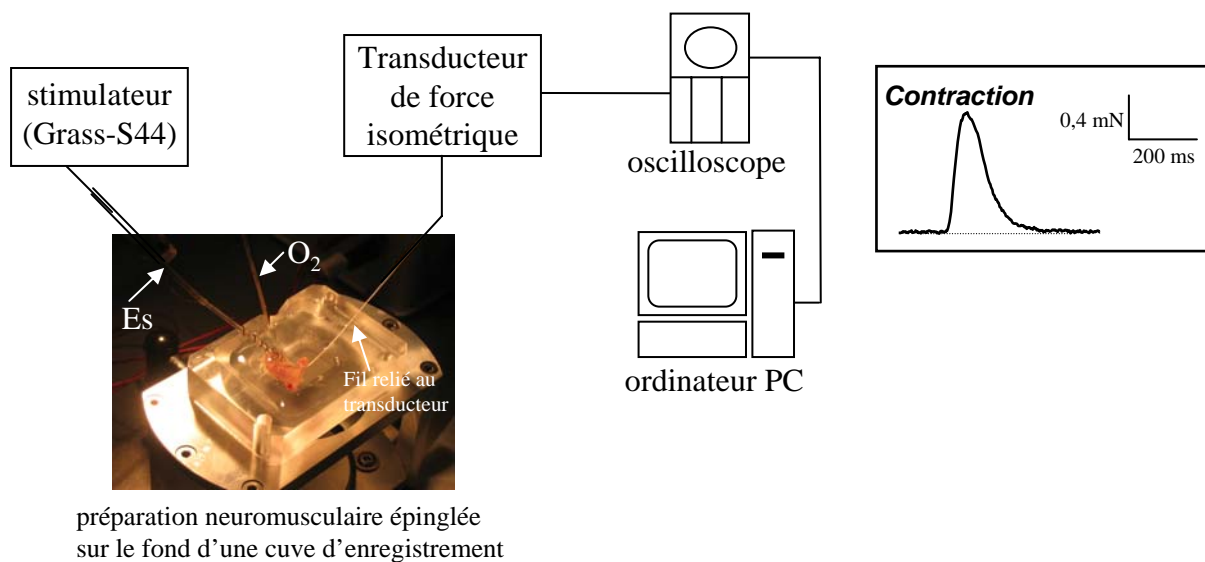 stimulateur
(Grass-S44)
Transducteur
de force
isométrique
oscilloscope
Contraction
0,4 mN
200 ms
O2
Es
Fil relié au
transducteur
ordinateur PC
préparation neuromusculaire épinglée
sur le fond d'une cuve d'enregistrement